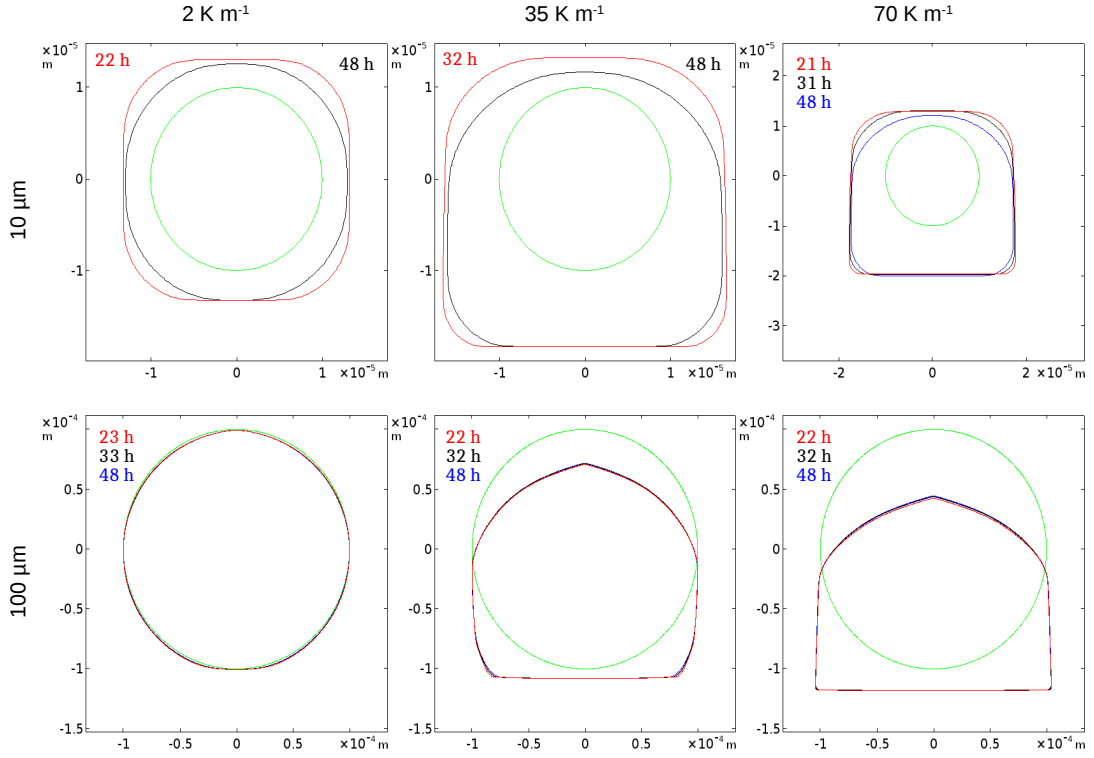 2 K m⁻¹
35 K m⁻¹
70 K m⁻¹
10 µm
×10⁻⁵
m
22 h
48 h
1
0
-1
-1
0
1 ×10⁻⁵ m
×10⁻⁵
m
32 h
48 h
1
0
-1
-1
0
1 ×10⁻⁵ m
×10⁻⁵
m
21 h
31 h
48 h
2
1
0
-1
-2
-3
-2
0
2 ×10⁻⁵ m
100 µm
×10⁻⁴
m
23 h
33 h
48 h
0.5
0
-0.5
-1
-1.5
-1
-0.5
0
0.5
×10⁻⁴ m
×10⁻⁴
m
22 h
32 h
48 h
0.5
0
-0.5
-1
-1.5
-1
-0.5
0
0.5
×10⁻⁴ m
×10⁻⁴
m
22 h
32 h
48 h
0.5
0
-0.5
-1
-1.5
-1
-0.5
0
0.5
×10⁻⁴ m